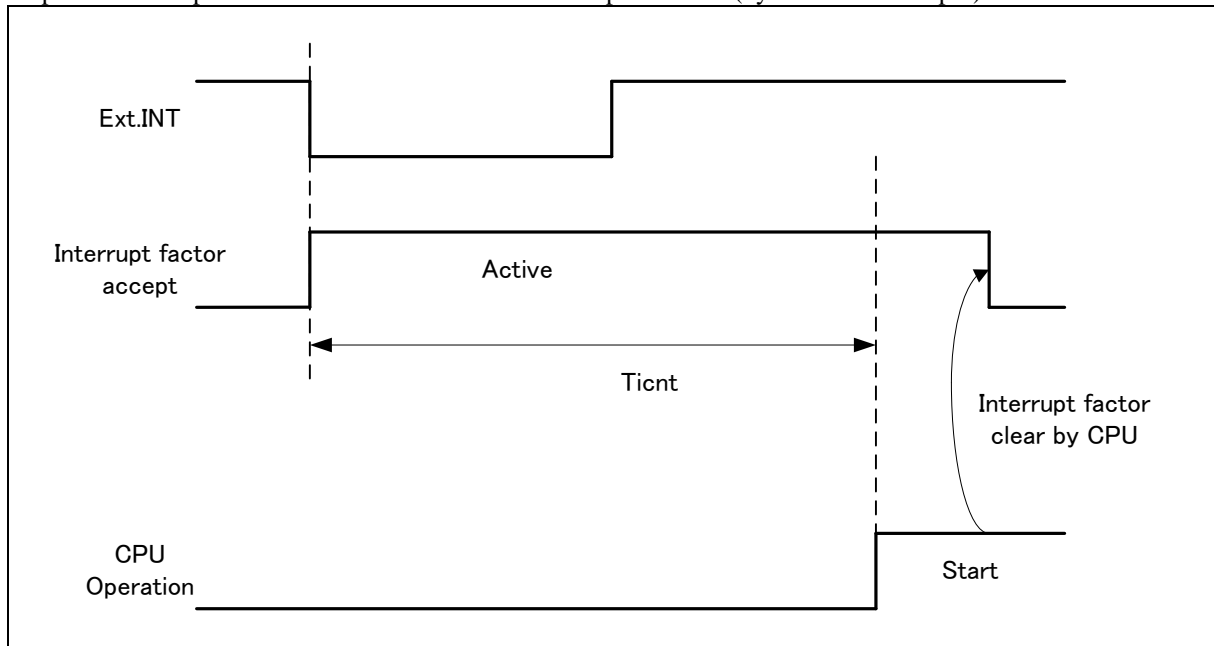 Ext.INT
Interrupt factor
accept
Active
Ticnt
Interrupt factor
clear by CPU
CPU
Operation
Start